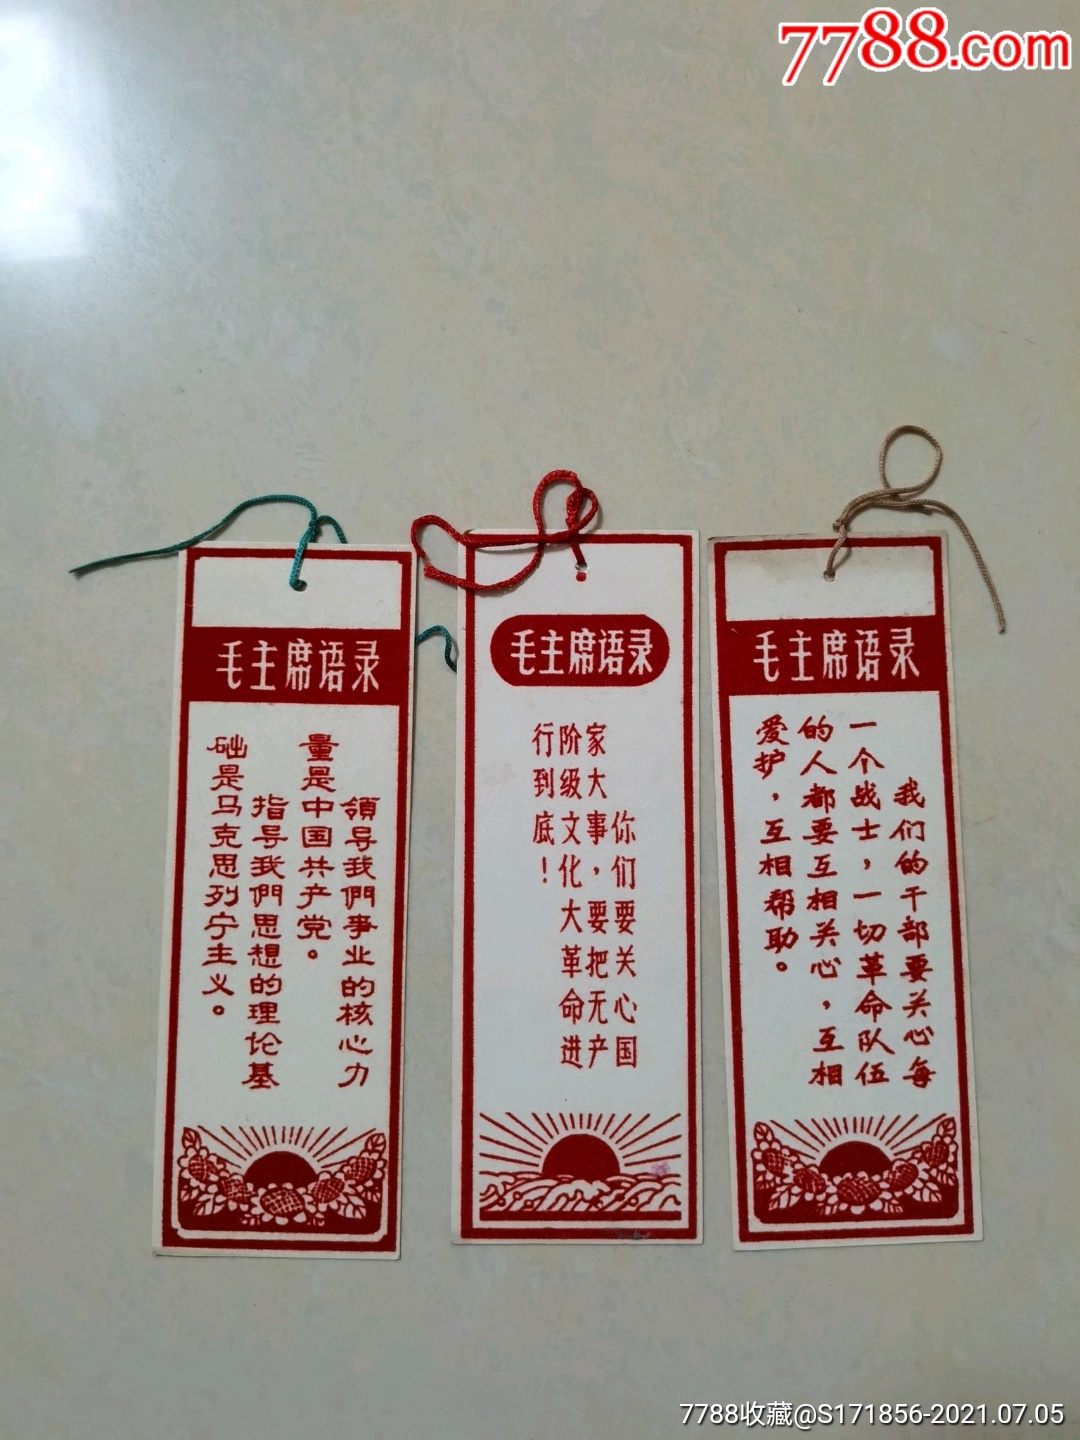 7788.com
毛主席语录
領导我們事业的核心力
量是中国共产党。
指导我們思想的理论基
础是马克思列宁主义。
毛主席语录
你们要关心国
家大事，要把无产
阶级文化大革命进
行到底！
毛主席语录
我们的干部要关心每
一个战士，一切革命队伍
的人都要互相关心，互相
爱护，互相帮助。
7788收藏@S171856-2021.07.05